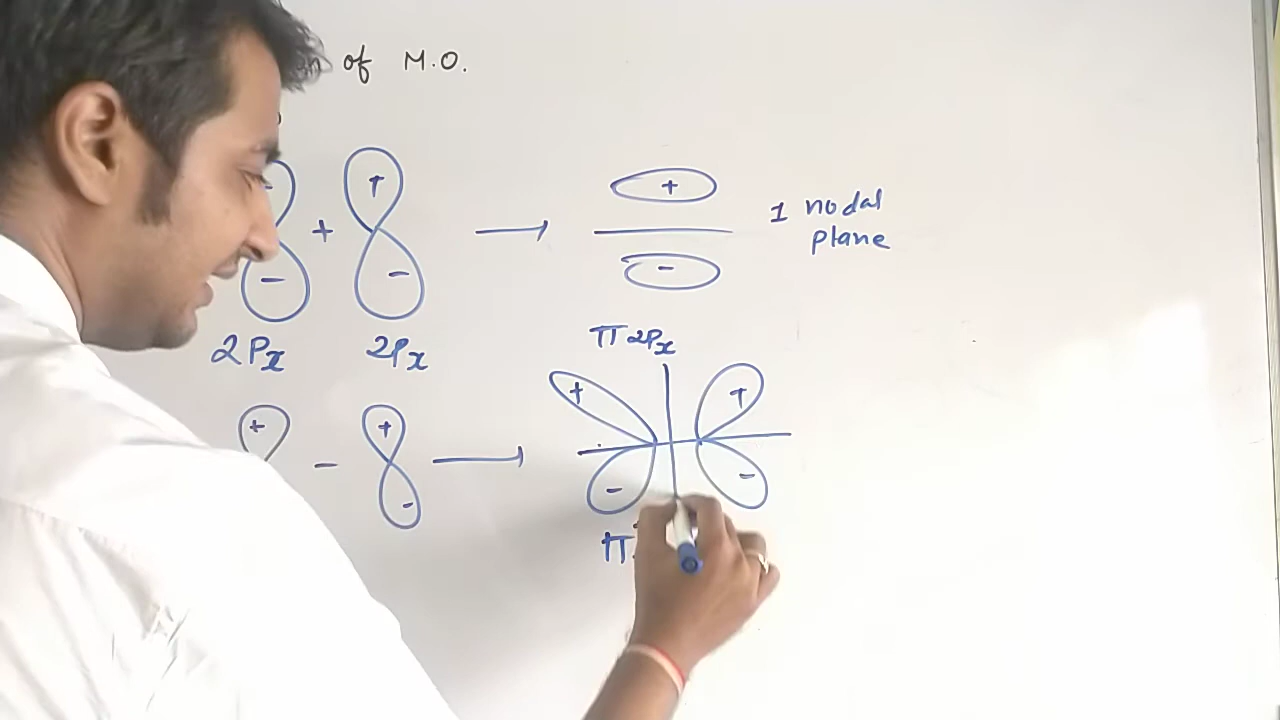 of M.O.
+ + → + 1 nodal
- - - plane
2Px 2Px π2Px
+ - + → + +
- - -
π